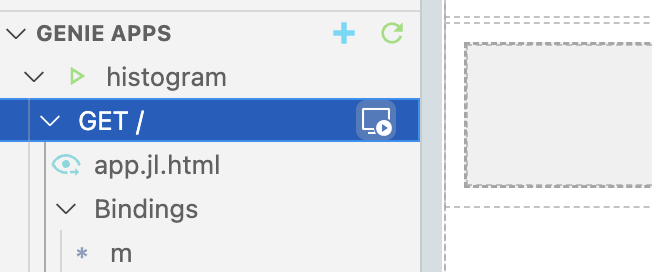 GENIE APPS
histogram
GET /
app.jl.html
Bindings
* m